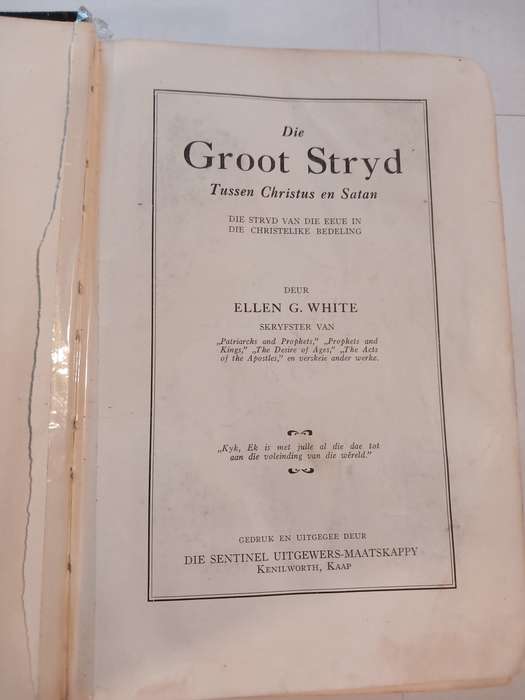 Die
Groot Stryd
Tussen Christus en Satan
DIE STRYD VAN DIE EEUE IN
DIE CHRISTELIKE BEDELING
DEUR
ELLEN G. WHITE
SKRYFSTER VAN
„Patriarchs and Prophets,” „Prophets and
Kings,” „The Desire of Ages,” „The Acts
of the Apostles,” en verskeie ander werke.
„Kyk, Ek is met julle al die dae tot
aan die voleinding van die wêreld.”
GEDRUK EN UITGEGEE DEUR
DIE SENTINEL UITGEWERS-MAATSKAPPY
KENILWORTH, KAAP